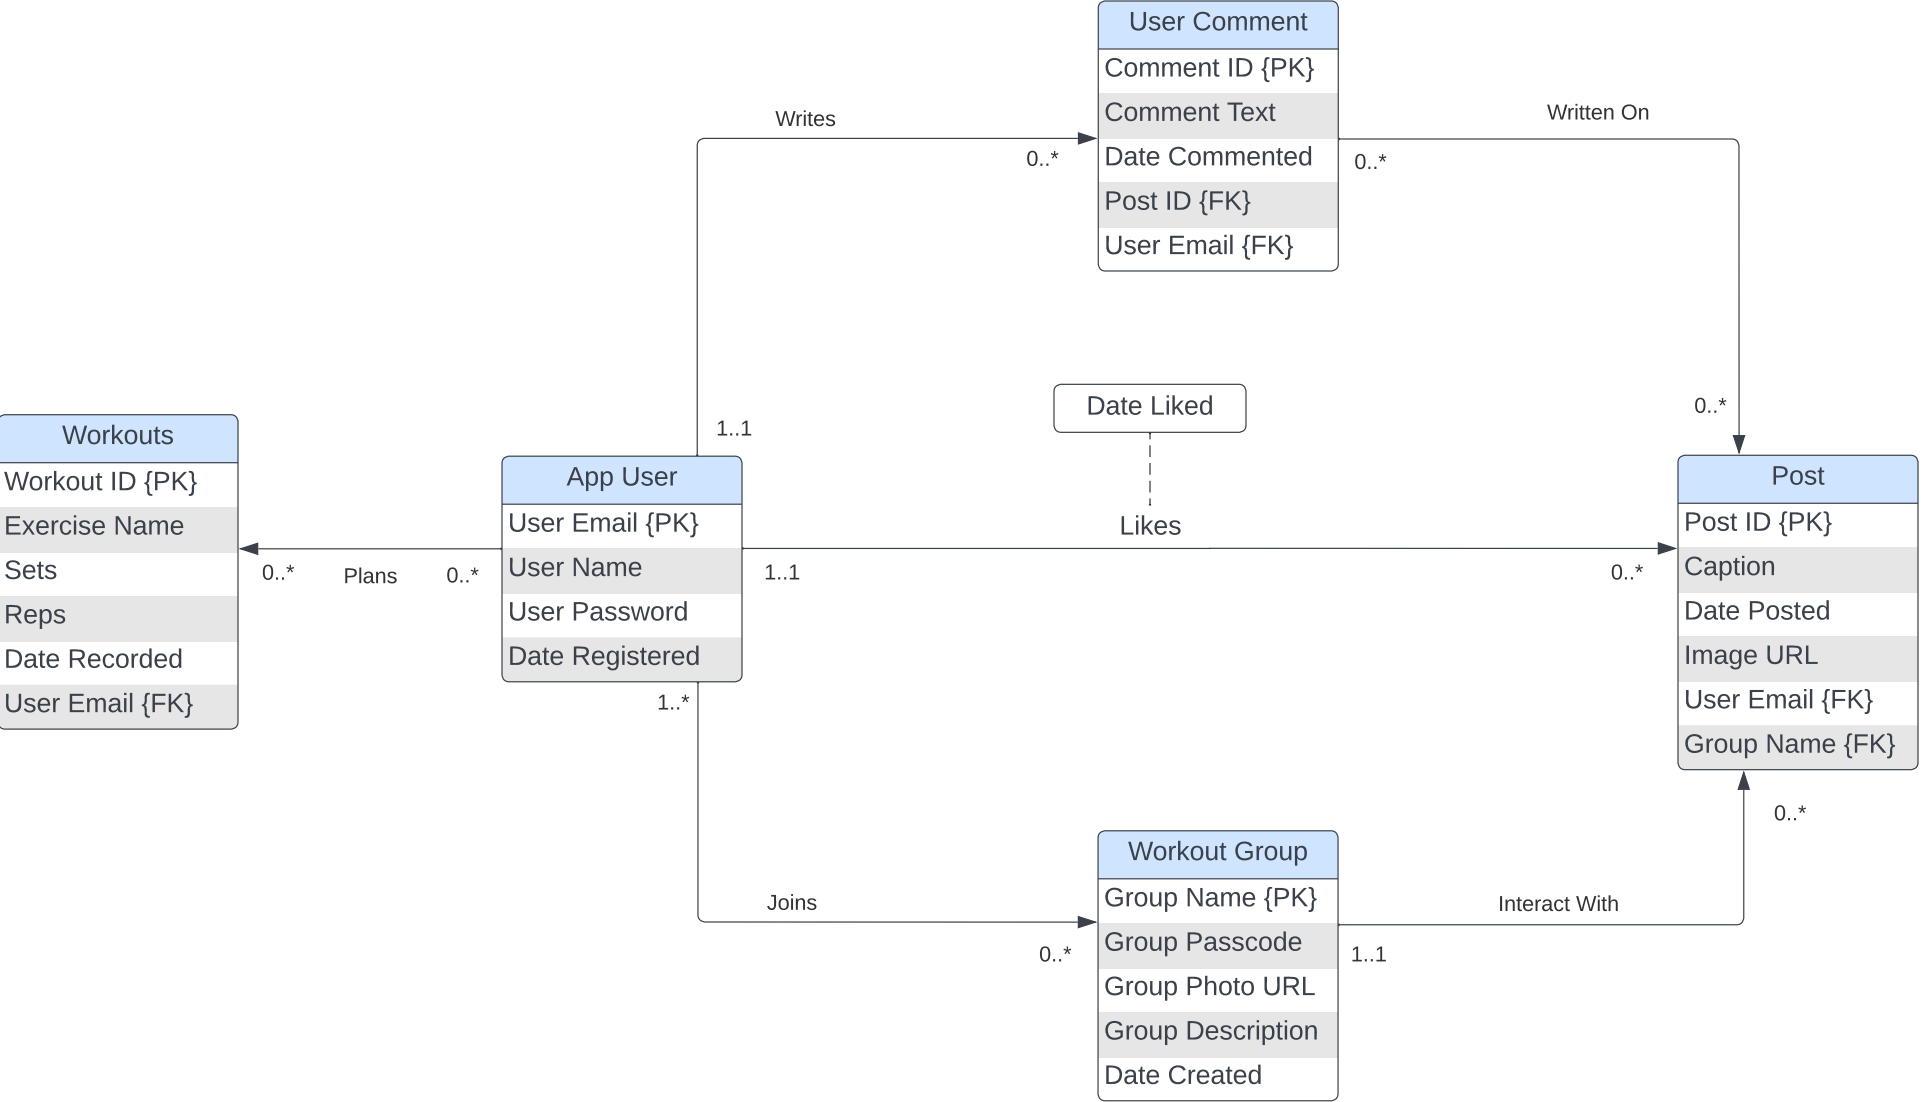 User Comment
Comment ID {PK}
Comment Text
Date Commented
Post ID {FK}
User Email {FK}
Writes
0..*
1..1
Written On
0..*
0..*
Date Liked
Likes
1..1
0..*
Workouts
Workout ID {PK}
Exercise Name
Sets
Reps
Date Recorded
User Email {FK}
0..*
Plans
0..*
App User
User Email {PK}
User Name
User Password
Date Registered
Post
Post ID {PK}
Caption
Date Posted
Image URL
User Email {FK}
Group Name {FK}
1..*
Joins
0..*
Workout Group
Group Name {PK}
Group Passcode
Group Photo URL
Group Description
Date Created
Interact With
1..1
0..*